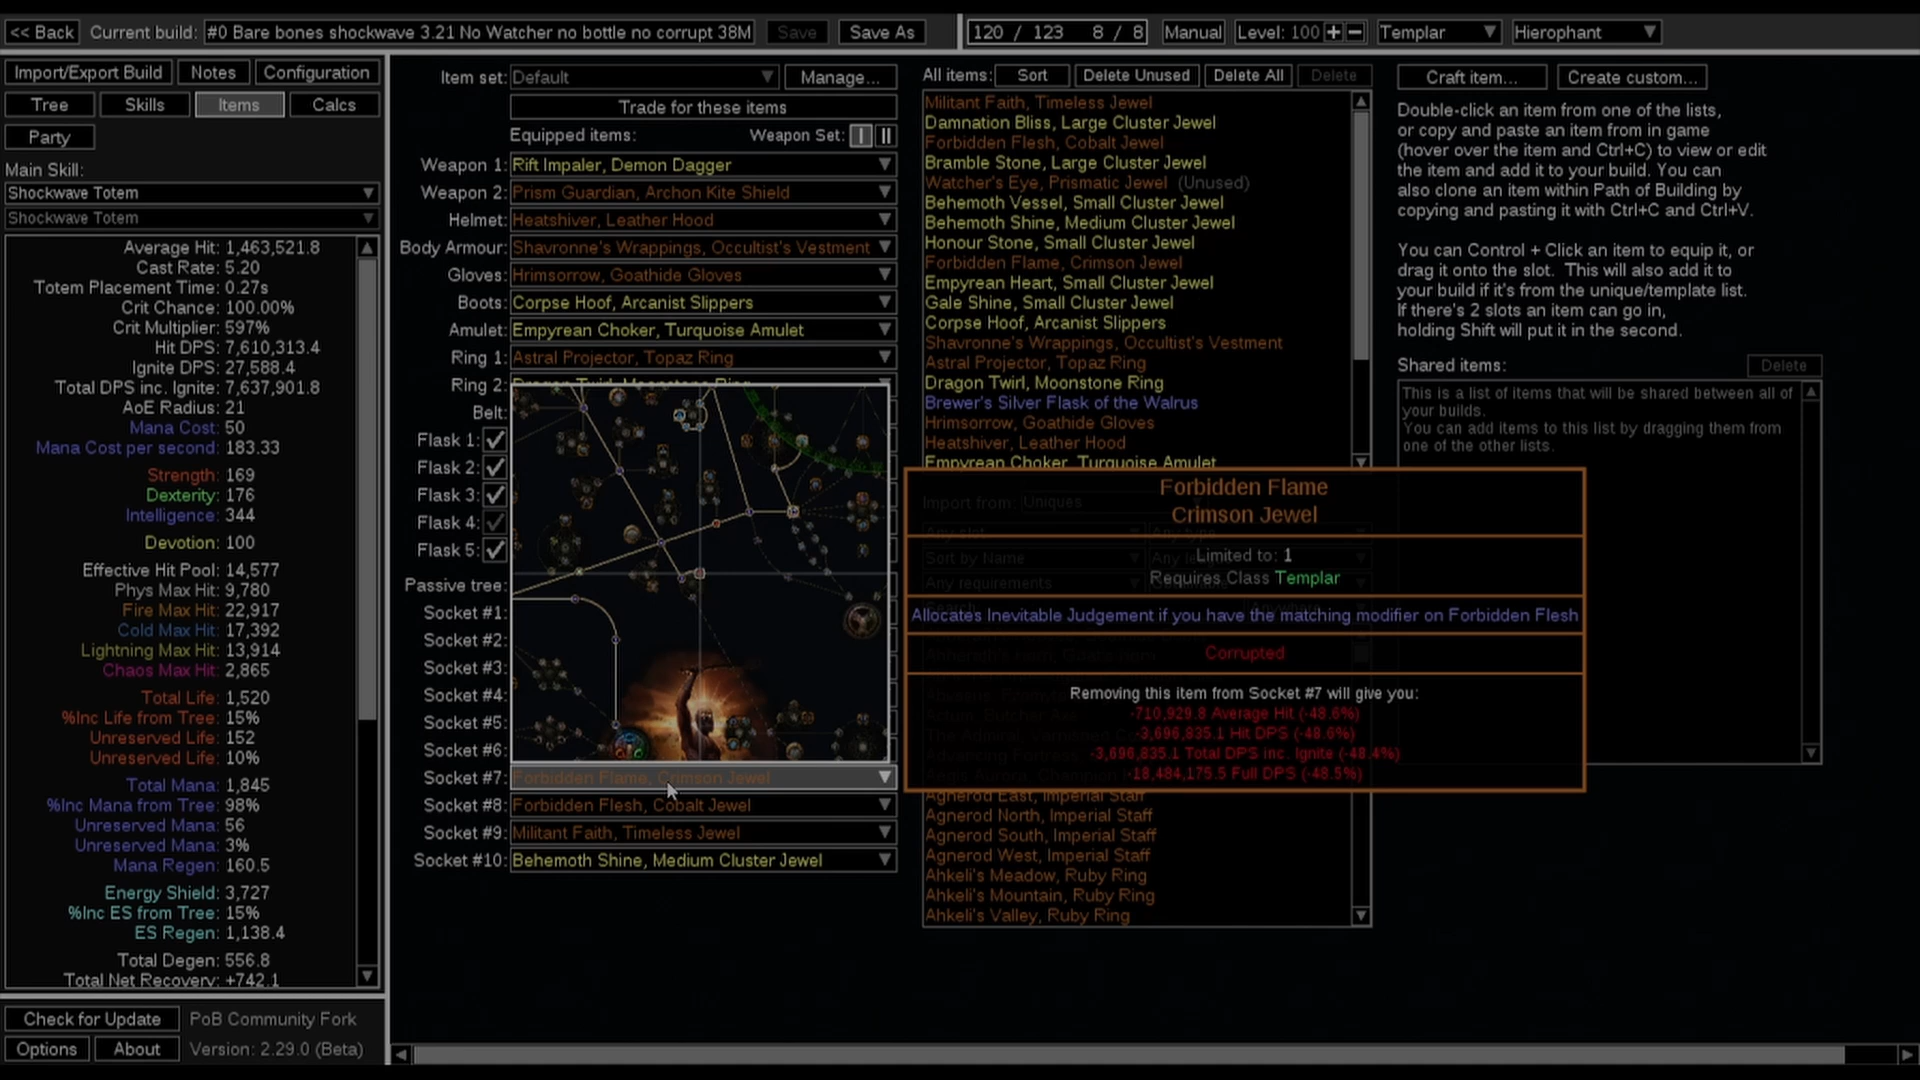 << Back
Current build:
#0 Bare bones shockwave 3.21 No Watcher no bottle no corrupt 38M
Save
Save As
120 / 123 8 / 8
Manual
Level: 100
Templar
Hierophant
Import/Export Build
Notes
Configuration
Tree
Skills
Items
Calcs
Party
Main Skill:
Shockwave Totem
Shockwave Totem
Average Hit: 1,463,521.8
Cast Rate: 5.20
Totem Placement Time: 0.27s
Crit Chance: 100.00%
Crit Multiplier: 597%
Hit DPS: 7,610,313.4
Ignite DPS: 27,588.4
Total DPS inc. Ignite: 7,637,901.8
AoE Radius: 21
Mana Cost: 50
Mana Cost per second: 183.33
Strength: 169
Dexterity: 176
Intelligence: 344
Devotion: 100
Effective Hit Pool: 14,577
Phys Max Hit: 9,780
Fire Max Hit: 22,917
Cold Max Hit: 17,392
Lightning Max Hit: 13,914
Chaos Max Hit: 2,865
Total Life: 1,520
%Inc Life from Tree: 15%
Unreserved Life: 152
Unreserved Life: 10%
Total Mana: 1,845
%Inc Mana from Tree: 98%
Unreserved Mana: 56
Unreserved Mana: 3%
Mana Regen: 160.5
Energy Shield: 3,727
%Inc ES from Tree: 15%
ES Regen: 1,138.4
Total Degen: 556.8
Total Net Recovery: +742.1
Check for Update
PoB Community Fork
Options
About
Version: 2.29.0 (Beta)
Item set: Default
Manage...
Trade for these items
Equipped items:
Weapon Set: I II
Weapon 1: Rift Impaler, Demon Dagger
Weapon 2: Prism Guardian, Archon Kite Shield
Helmet: Heatshiver, Leather Hood
Body Armour: Shavronne's Wrappings, Occultist's Vestment
Gloves: Hrimsorrow, Goathide Gloves
Boots: Corpse Hoof, Arcanist Slippers
Amulet: Empyrean Choker, Turquoise Amulet
Ring 1: Astral Projector, Topaz Ring
Ring 2: Dragon Twirl, Moonstone Ring
Belt:
Flask 1:
Flask 2:
Flask 3:
Flask 4:
Flask 5:
Passive tree:
Socket #1:
Socket #2:
Socket #3:
Socket #4:
Socket #5:
Socket #6:
Socket #7: Forbidden Flame, Crimson Jewel
Socket #8: Forbidden Flesh, Cobalt Jewel
Socket #9: Militant Faith, Timeless Jewel
Socket #10: Behemoth Shine, Medium Cluster Jewel
All items:
Sort
Delete Unused
Delete All
Delete
Militant Faith, Timeless Jewel
Damnation Bliss, Large Cluster Jewel
Forbidden Flesh, Cobalt Jewel
Bramble Stone, Large Cluster Jewel
Watcher's Eye, Prismatic Jewel (Unused)
Behemoth Vessel, Small Cluster Jewel
Behemoth Shine, Medium Cluster Jewel
Honour Stone, Small Cluster Jewel
Forbidden Flame, Crimson Jewel
Empyrean Heart, Small Cluster Jewel
Gale Shine, Small Cluster Jewel
Corpse Hoof, Arcanist Slippers
Shavronne's Wrappings, Occultist's Vestment
Astral Projector, Topaz Ring
Dragon Twirl, Moonstone Ring
Brewer's Silver Flask of the Walrus
Hrimsorrow, Goathide Gloves
Heatshiver, Leather Hood
Empyrean Choker, Turquoise Amulet
Import from: Uniques
Any slot
Sort by Name
Any requirements
Forbidden Flame
Crimson Jewel
Limited to: 1
Requires Class Templar
Allocates Inevitable Judgement if you have the matching modifier on Forbidden Flesh
Corrupted
Removing this item from Socket #7 will give you:
-710,929.8 Average Hit (-48.6%)
-3,696,835.1 Hit DPS (-48.6%)
-3,696,835.1 Total DPS inc. Ignite (-48.4%)
-18,484,175.5 Full DPS (-48.5%)
Agnerod East, Imperial Staff
Agnerod North, Imperial Staff
Agnerod South, Imperial Staff
Agnerod West, Imperial Staff
Ahkeli's Meadow, Ruby Ring
Ahkeli's Mountain, Ruby Ring
Ahkeli's Valley, Ruby Ring
Craft item...
Create custom...
Double-click an item from one of the lists,
or copy and paste an item from in game
(hover over the item and Ctrl+C) to view or edit
the item and add it to your build. You can
also clone an item within Path of Building by
copying and pasting it with Ctrl+C and Ctrl+V.
You can Control + Click an item to equip it, or
drag it onto the slot. This will also add it to
your build if it's from the unique/template list.
If there's 2 slots an item can go in,
holding Shift will put it in the second.
Shared items:
Delete
This is a list of items that will be shared between all of
your builds.
You can add items to this list by dragging them from
one of the other lists.